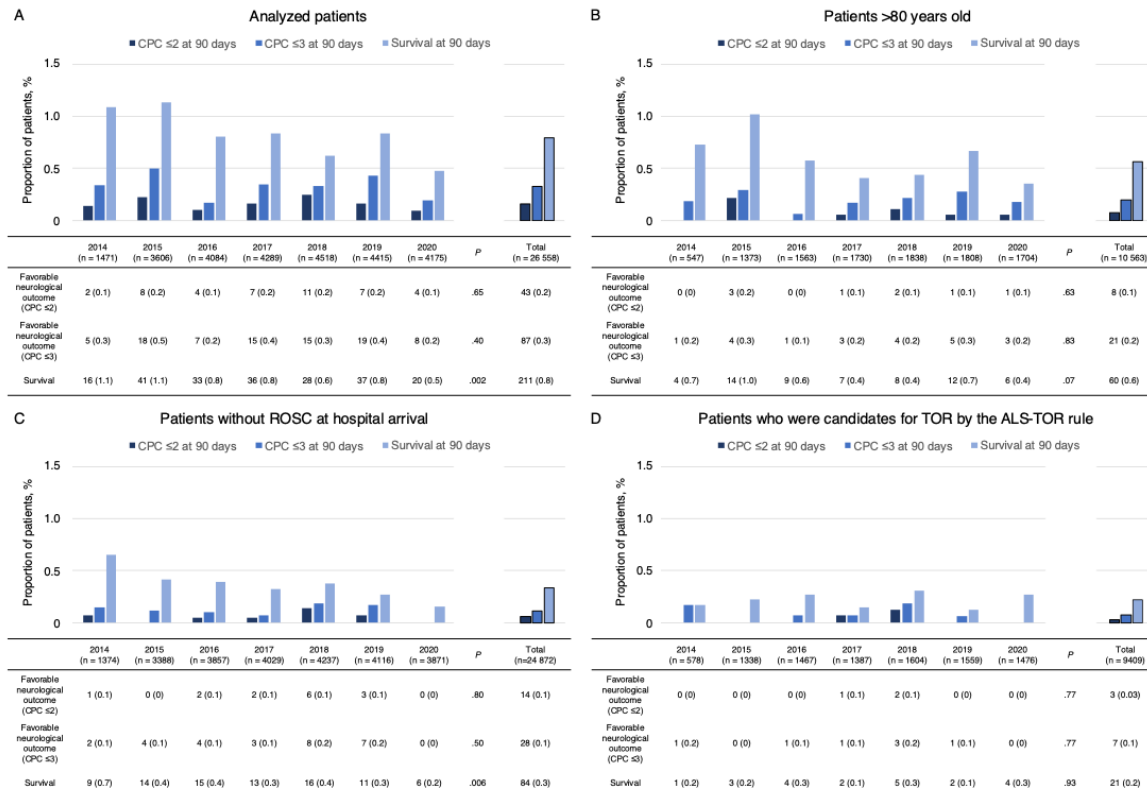 A
Analyzed patients
CPC ≤2 at 90 days CPC ≤3 at 90 days Survival at 90 days
Proportion of patients, %
1.5
1.0
0.5
0
2014 2015 2016 2017 2018 2019 2020 P Total
(n = 1471) (n = 3606) (n = 4084) (n = 4289) (n = 4518) (n = 4415) (n = 4175) (n = 26 558)
Favorable
neurological
outcome
(CPC ≤2)
2 (0.1) 8 (0.2) 4 (0.1) 7 (0.2) 11 (0.2) 7 (0.2) 4 (0.1) .65 43 (0.2)
Favorable
neurological
outcome
(CPC ≤3)
5 (0.3) 18 (0.5) 7 (0.2) 15 (0.4) 15 (0.3) 19 (0.4) 8 (0.2) .40 87 (0.3)
Survival 16 (1.1) 41 (1.1) 33 (0.8) 36 (0.8) 28 (0.6) 37 (0.8) 20 (0.5) .002 211 (0.8)
B
Patients >80 years old
CPC ≤2 at 90 days CPC ≤3 at 90 days Survival at 90 days
Proportion of patients, %
1.5
1.0
0.5
0
2014 2015 2016 2017 2018 2019 2020 P Total
(n = 547) (n = 1373) (n = 1563) (n = 1730) (n = 1838) (n = 1808) (n = 1704) (n = 10 563)
Favorable
neurological
outcome
(CPC ≤2)
0 (0) 3 (0.2) 0 (0) 1 (0.1) 2 (0.1) 1 (0.1) 1 (0.1) .63 8 (0.1)
Favorable
neurological
outcome
(CPC ≤3)
1 (0.2) 4 (0.3) 1 (0.1) 3 (0.2) 4 (0.2) 5 (0.3) 3 (0.2) .83 21 (0.2)
Survival 4 (0.7) 14 (1.0) 9 (0.6) 7 (0.4) 8 (0.4) 12 (0.7) 6 (0.4) .07 60 (0.6)
C
Patients without ROSC at hospital arrival
CPC ≤2 at 90 days CPC ≤3 at 90 days Survival at 90 days
Proportion of patients, %
1.5
1.0
0.5
0
2014 2015 2016 2017 2018 2019 2020 P Total
(n = 1374) (n = 3388) (n = 3857) (n = 4029) (n = 4237) (n = 4116) (n = 3871) (n=24 872)
Favorable
neurological
outcome
(CPC ≤2)
1 (0.1) 0 (0) 2 (0.1) 2 (0.1) 6 (0.1) 3 (0.1) 0 (0) .80 14 (0.1)
Favorable
neurological
outcome
(CPC ≤3)
2 (0.1) 4 (0.1) 4 (0.1) 3 (0.1) 8 (0.2) 7 (0.2) 0 (0) .50 28 (0.1)
Survival 9 (0.7) 14 (0.4) 15 (0.4) 13 (0.3) 16 (0.4) 11 (0.3) 6 (0.2) .006 84 (0.3)
D
Patients who were candidates for TOR by the ALS-TOR rule
CPC ≤2 at 90 days CPC ≤3 at 90 days Survival at 90 days
Proportion of patients, %
1.5
1.0
0.5
0
2014 2015 2016 2017 2018 2019 2020 P Total
(n = 578) (n = 1338) (n = 1467) (n = 1387) (n = 1604) (n = 1559) (n = 1476) (n = 9409)
Favorable
neurological
outcome
(CPC ≤2)
0 (0) 0 (0) 0 (0) 1 (0.1) 2 (0.1) 0 (0) 0 (0) .77 3 (0.03)
Favorable
neurological
outcome
(CPC ≤3)
1 (0.2) 0 (0) 1 (0.1) 1 (0.1) 3 (0.2) 1 (0.1) 0 (0) .77 7 (0.1)
Survival 1 (0.2) 3 (0.2) 4 (0.3) 2 (0.1) 5 (0.3) 2 (0.1) 4 (0.3) .93 21 (0.2)